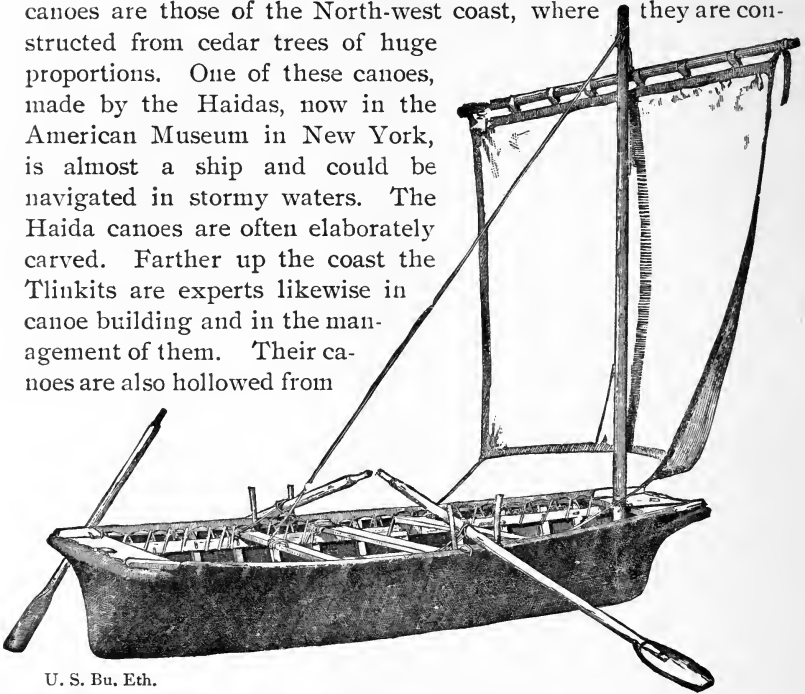 canoes are those of the North-west coast, where they are con-
structed from cedar trees of huge
proportions. One of these canoes,
made by the Haidas, now in the
American Museum in New York,
is almost a ship and could be
navigated in stormy waters. The
Haida canoes are often elaborately
carved. Farther up the coast the
Tlinkits are experts likewise in
canoe building and in the man-
agement of them. Their ca-
noes are also hollowed from
U. S. Bu. Eth.